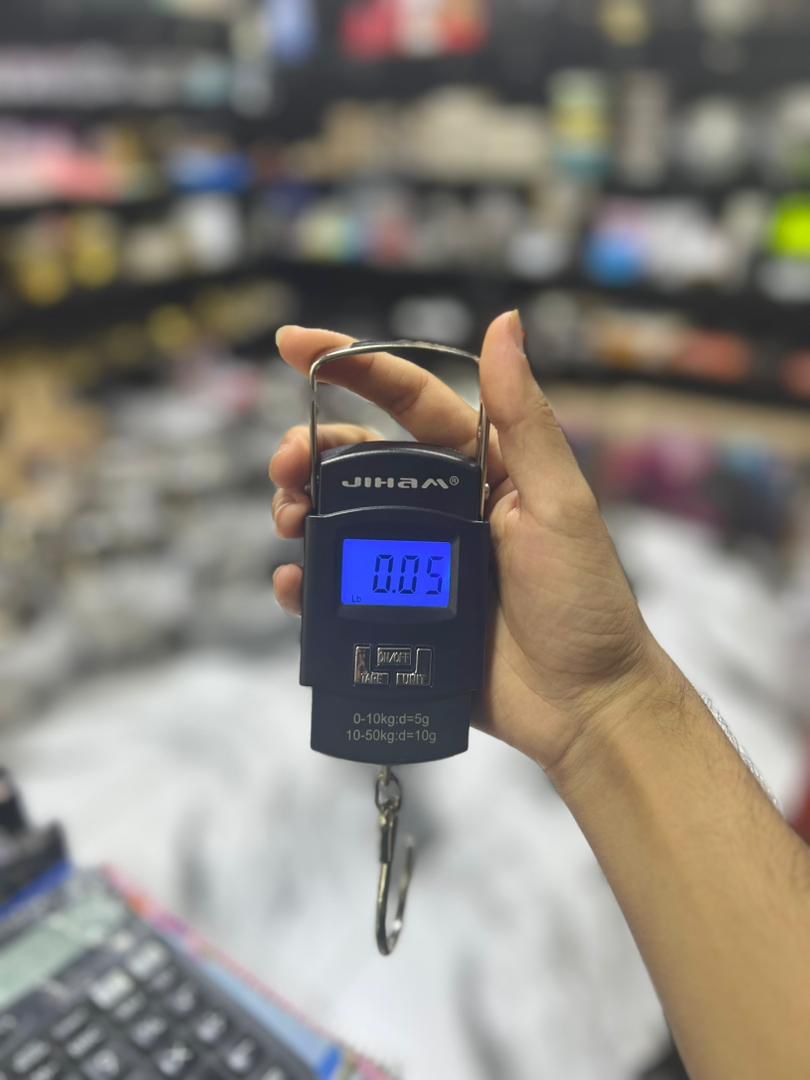 JIHAM®
0.05
Lb
ON/OFF
TARE UNIT
0-10kg:d=5g
10-50kg:d=10g